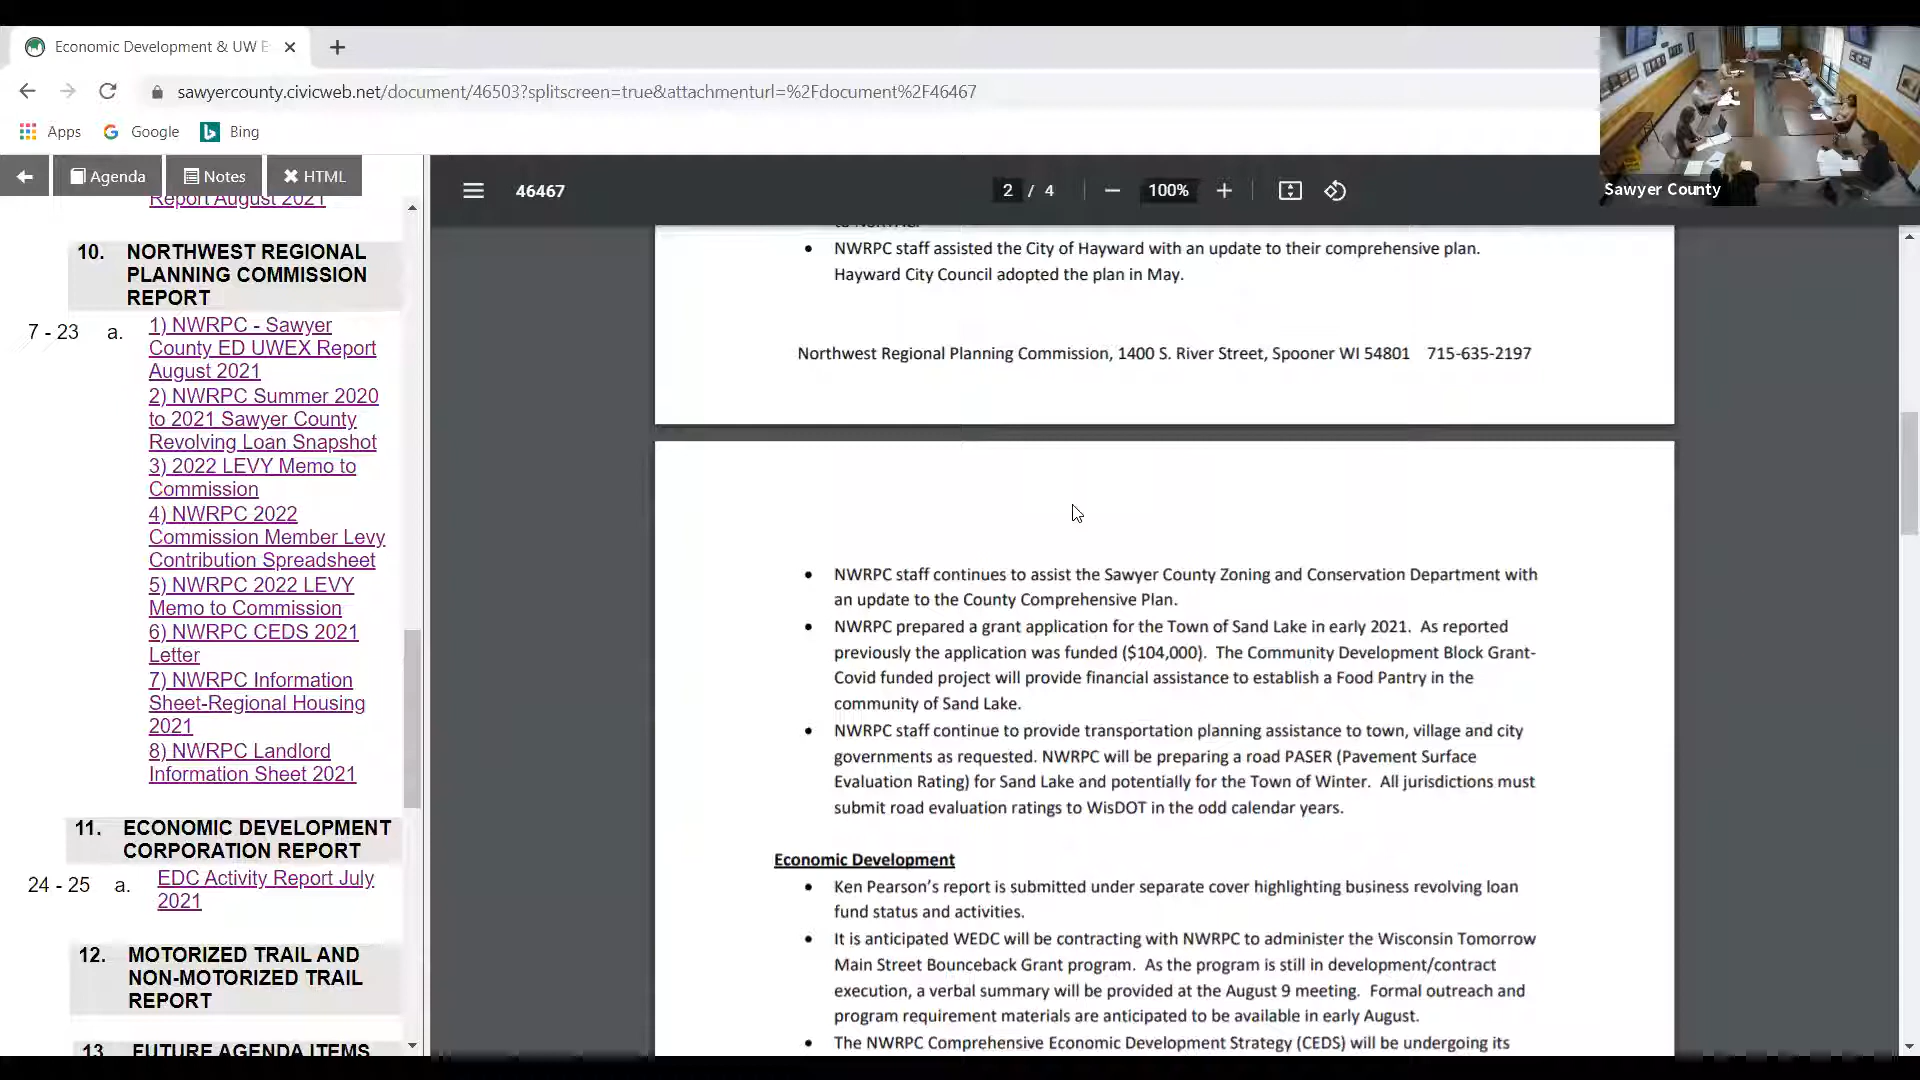 Economic Development & UW E
sawyercounty.civicweb.net/document/46503?splitscreen=true&attachmenturl=%2Fdocument%2F46467
Apps Google Bing
Agenda Notes HTML
Report August 2021
10. NORTHWEST REGIONAL
PLANNING COMMISSION
REPORT
7 - 23 a. 1) NWRPC - Sawyer
County ED UWEX Report
August 2021
2) NWRPC Summer 2020
to 2021 Sawyer County
Revolving Loan Snapshot
3) 2022 LEVY Memo to
Commission
4) NWRPC 2022
Commission Member Levy
Contribution Spreadsheet
5) NWRPC 2022 LEVY
Memo to Commission
6) NWRPC CEDS 2021
Letter
7) NWRPC Information
Sheet-Regional Housing
2021
8) NWRPC Landlord
Information Sheet 2021
11. ECONOMIC DEVELOPMENT
CORPORATION REPORT
24 - 25 a. EDC Activity Report July
2021
12. MOTORIZED TRAIL AND
NON-MOTORIZED TRAIL
REPORT
13. FUTURE AGENDA ITEMS
46467 2 / 4 100%
Sawyer County
• NWRPC staff assisted the City of Hayward with an update to their comprehensive plan.
Hayward City Council adopted the plan in May.
Northwest Regional Planning Commission, 1400 S. River Street, Spooner WI 54801 715-635-2197
• NWRPC staff continues to assist the Sawyer County Zoning and Conservation Department with
an update to the County Comprehensive Plan.
• NWRPC prepared a grant application for the Town of Sand Lake in early 2021. As reported
previously the application was funded ($104,000). The Community Development Block Grant-
Covid funded project will provide financial assistance to establish a Food Pantry in the
community of Sand Lake.
• NWRPC staff continue to provide transportation planning assistance to town, village and city
governments as requested. NWRPC will be preparing a road PASER (Pavement Surface
Evaluation Rating) for Sand Lake and potentially for the Town of Winter. All jurisdictions must
submit road evaluation ratings to WisDOT in the odd calendar years.
Economic Development
• Ken Pearson's report is submitted under separate cover highlighting business revolving loan
fund status and activities.
• It is anticipated WEDC will be contracting with NWRPC to administer the Wisconsin Tomorrow
Main Street Bounceback Grant program. As the program is still in development/contract
execution, a verbal summary will be provided at the August 9 meeting. Formal outreach and
program requirement materials are anticipated to be available in early August.
• The NWRPC Comprehensive Economic Development Strategy (CEDS) will be undergoing its